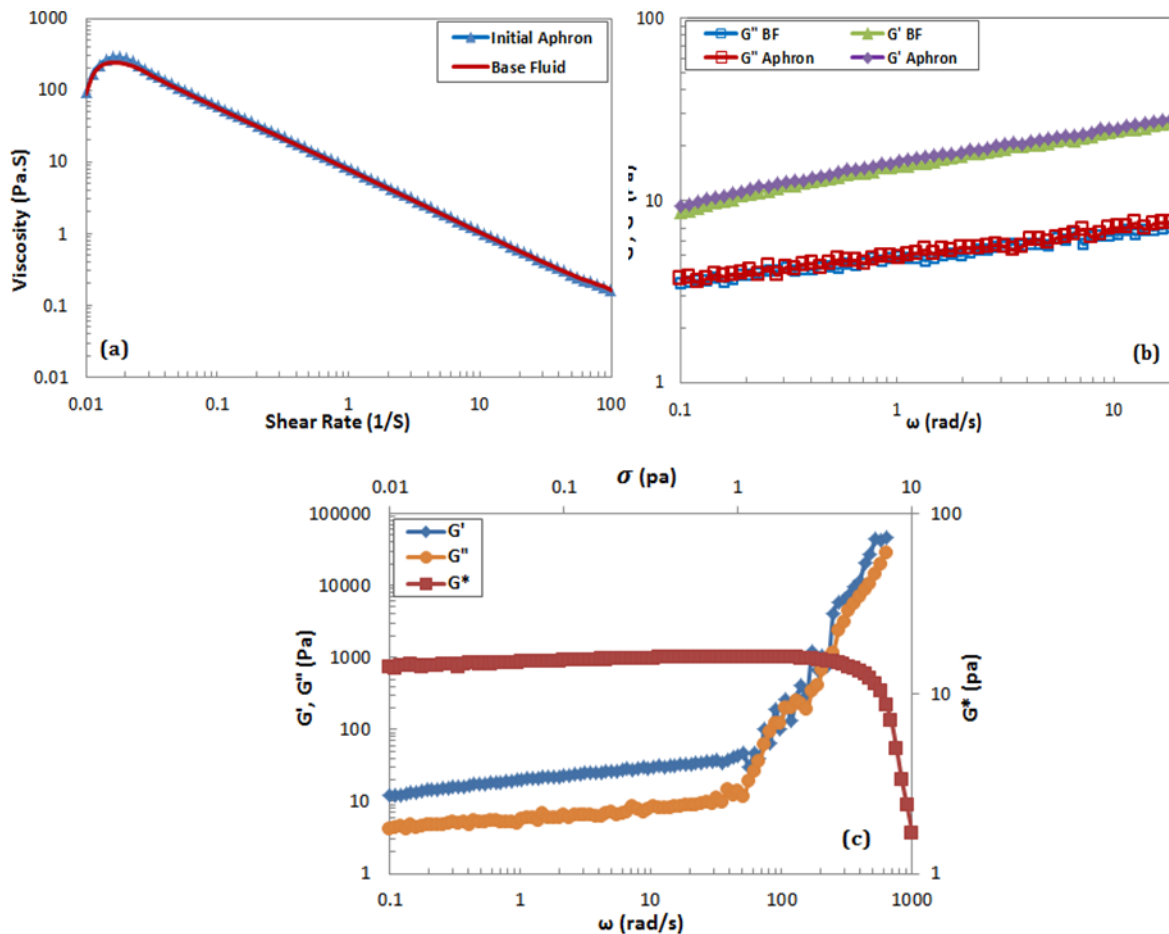 1000
100
10
1
0.1
0.01
Viscosity (Pa.S)
Initial Aphron
Base Fluid
(a)
0.01 0.1 1 10 100
Shear Rate (1/S)
100
10
1
G" BF G' BF
G" Aphron G' Aphron
(b)
0.1 1 10
ω (rad/s)
σ (pa)
0.01 0.1 1 10
100000
10000
1000
100
10
1
G', G" (Pa)
G'
G"
G*
100
10
1
G* (pa)
(c)
0.1 1 10 100 1000
ω (rad/s)